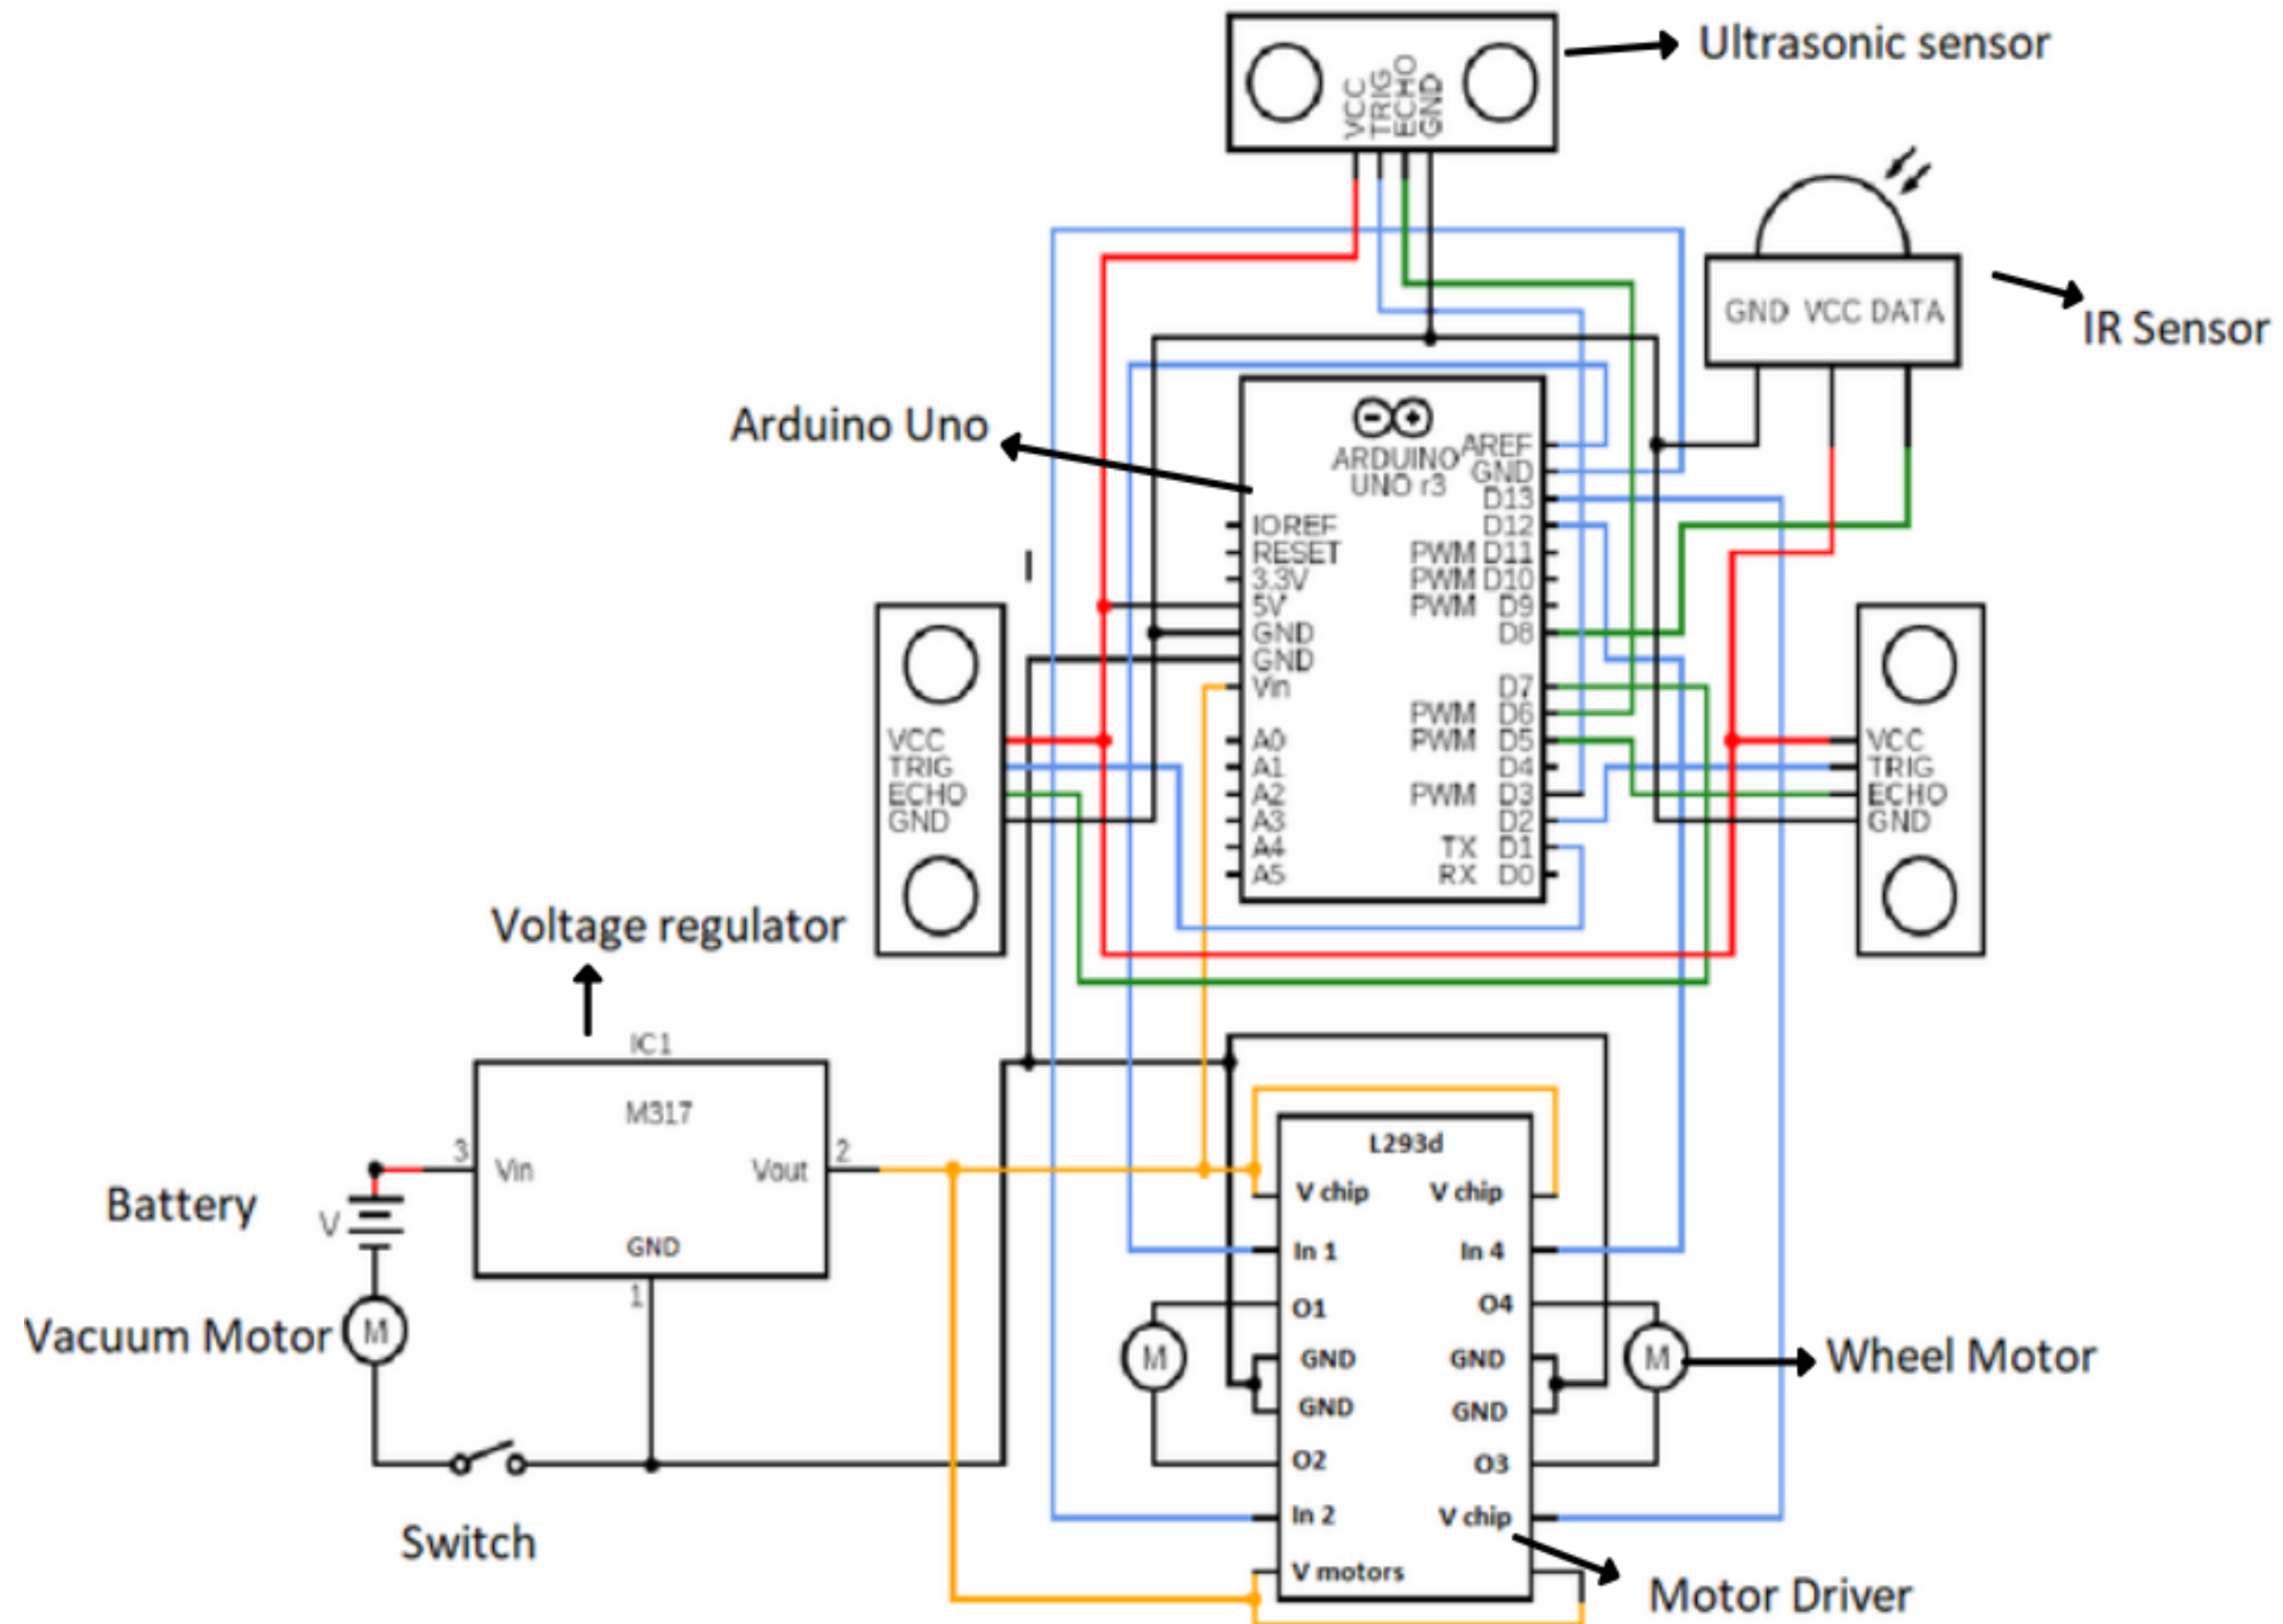 Ultrasonic sensor
VCC
TRIG
ECHO
GND
GND VCC DATA
IR Sensor
Arduino Uno
ARDUINO
UNO r3
AREF
GND
D13
D12
PWM D11
PWM D10
PWM D9
D8
D7
PWM D6
PWM D5
D4
PWM D3
D2
TX D1
RX D0
IOREF
RESET
3.3V
5V
GND
GND
Vin
A0
A1
A2
A3
A4
A5
VCC
TRIG
ECHO
GND
VCC
TRIG
ECHO
GND
Voltage regulator
IC1
M317
3
Vin
Vout
2
GND
1
Battery
V
Vacuum Motor
M
Switch
L293d
V chip V chip
In 1 In 4
O1 O4
GND GND
GND GND
O2 O3
In 2 V chip
V motors
M
M
Wheel Motor
Motor Driver